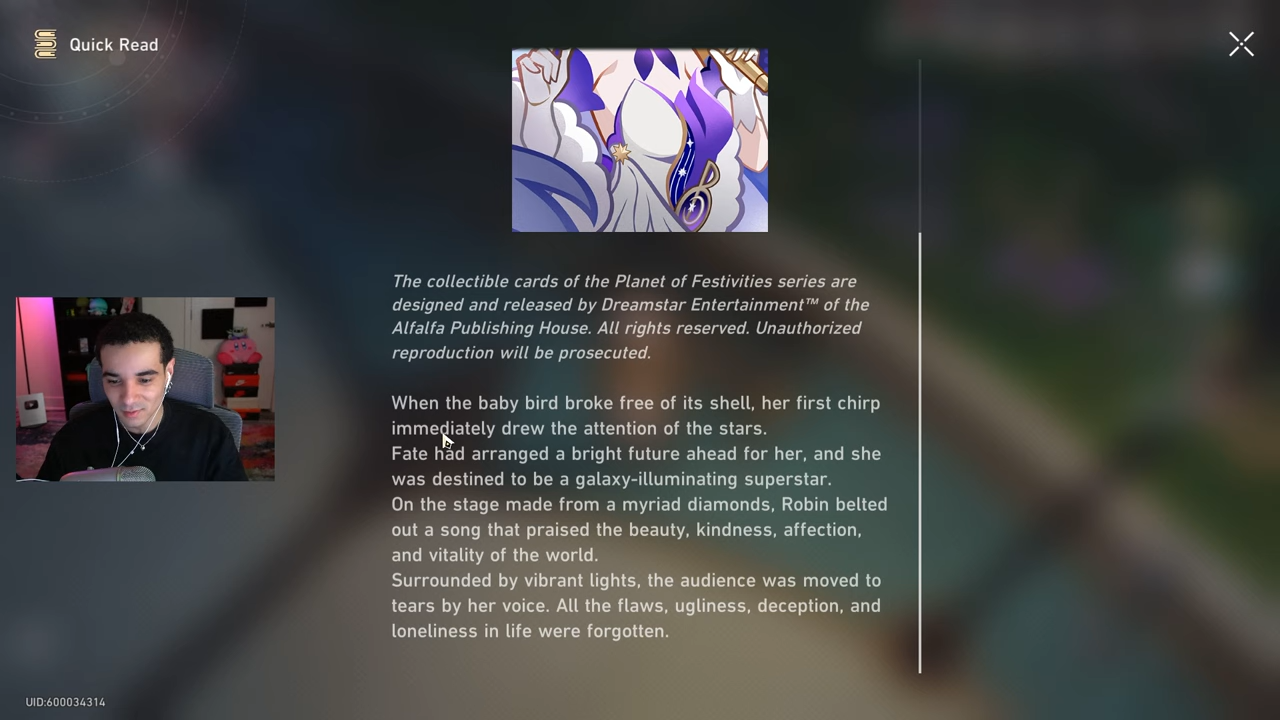 Quick Read
The collectible cards of the Planet of Festivities series are
designed and released by Dreamstar Entertainment™ of the
Alfalfa Publishing House. All rights reserved. Unauthorized
reproduction will be prosecuted.
When the baby bird broke free of its shell, her first chirp
immediately drew the attention of the stars.
Fate had arranged a bright future ahead for her, and she
was destined to be a galaxy-illuminating superstar.
On the stage made from a myriad diamonds, Robin belted
out a song that praised the beauty, kindness, affection,
and vitality of the world.
Surrounded by vibrant lights, the audience was moved to
tears by her voice. All the flaws, ugliness, deception, and
loneliness in life were forgotten.
UID:600034314